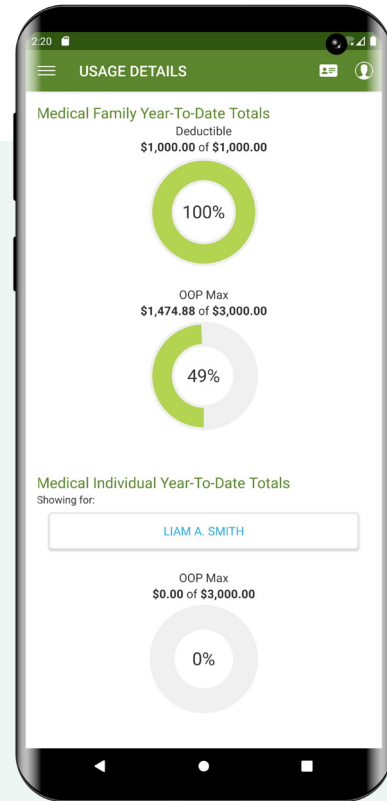 2:20
USAGE DETAILS
Medical Family Year-To-Date Totals
Deductible
$1,000.00 of $1,000.00
100%
OOP Max
$1,474.88 of $3,000.00
49%
Medical Individual Year-To-Date Totals
Showing for:
LIAM A. SMITH
OOP Max
$0.00 of $3,000.00
0%